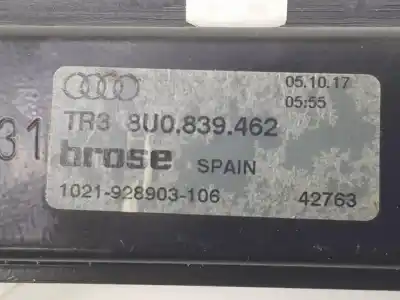 05.10.17
05:55
TR3 8U0.839.462
31
brose SPAIN
1021-928903-106 42763